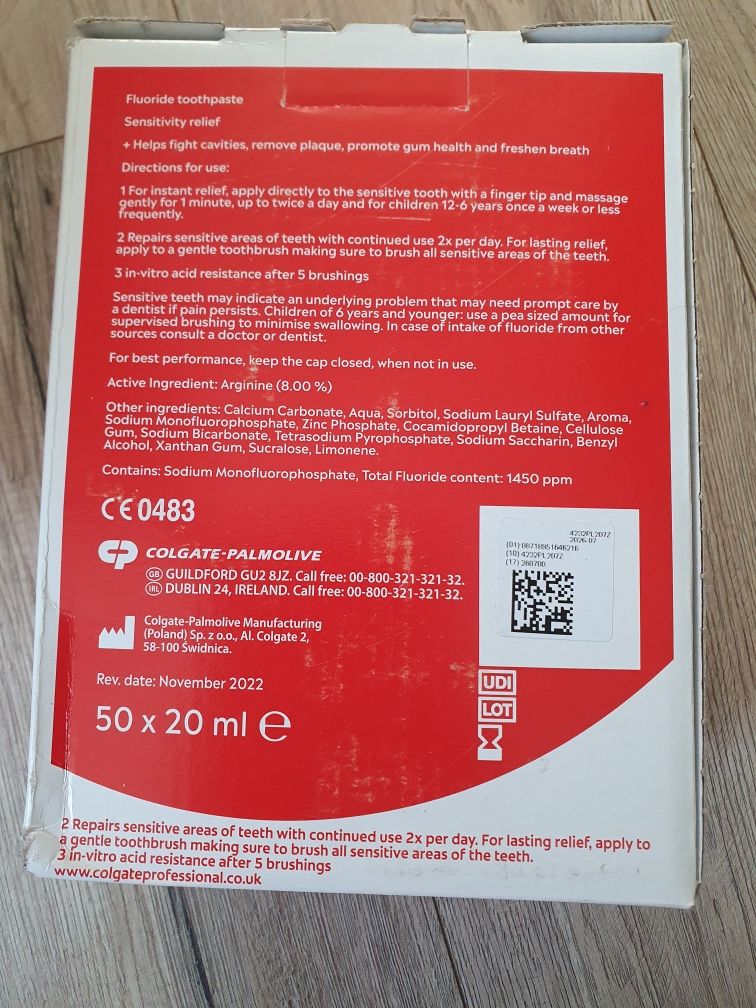 Fluoride toothpaste
Sensitivity relief
+ Helps fight cavities, remove plaque, promote gum health and freshen breath
Directions for use:
1 For instant relief, apply directly to the sensitive tooth with a finger tip and massage
gently for 1 minute, up to twice a day and for children 12-6 years once a week or less
frequently.
2 Repairs sensitive areas of teeth with continued use 2x per day. For lasting relief,
apply to a gentle toothbrush making sure to brush all sensitive areas of the teeth.
3 in-vitro acid resistance after 5 brushings
Sensitive teeth may indicate an underlying problem that may need prompt care by
a dentist if pain persists. Children of 6 years and younger: use a pea sized amount for
supervised brushing to minimise swallowing. In case of intake of fluoride from other
sources consult a doctor or dentist.
For best performance, keep the cap closed, when not in use.
Active Ingredient: Arginine (8.00 %)
Other ingredients: Calcium Carbonate, Aqua, Sorbitol, Sodium Lauryl Sulfate, Aroma,
Sodium Monofluorophosphate, Zinc Phosphate, Cocamidopropyl Betaine, Cellulose
Gum, Sodium Bicarbonate, Tetrasodium Pyrophosphate, Sodium Saccharin, Benzyl
Alcohol, Xanthan Gum, Sucralose, Limonene.
Contains: Sodium Monofluorophosphate, Total Fluoride content: 1450 ppm
CE 0483
CP COLGATE-PALMOLIVE
GB GUILDFORD GU2 8JZ. Call free: 00-800-321-321-32.
IRL DUBLIN 24, IRELAND. Call free: 00-800-321-321-32.
Colgate-Palmolive Manufacturing
(Poland) Sp. z o.o., Al. Colgate 2,
58-100 Świdnica.
Rev. date: November 2022
50 x 20 ml e
4232PL207Z
2026-07
(01) 08718951646216
(10) 4232PL207Z
(17) 260700
UDI
LOT
2 Repairs sensitive areas of teeth with continued use 2x per day. For lasting relief, apply to
a gentle toothbrush making sure to brush all sensitive areas of the teeth.
3 in-vitro acid resistance after 5 brushings
www.colgateprofessional.co.uk